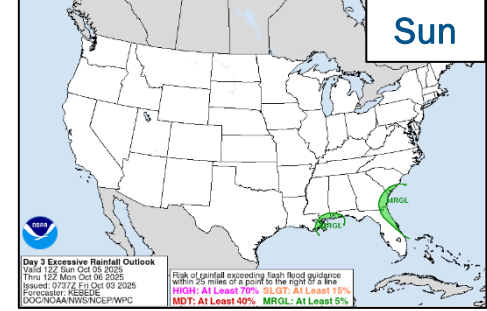 Sun
MRGL
MRGL
NOAA
Day 3 Excessive Rainfall Outlook
Valid 12Z Sun Oct 05 2025
Thru 12Z Mon Oct 06 2025
Issued: 0737Z Fri Oct 03 2025
Forecaster: KEBEDE
DOC/NOAA/NWS/NCEP/WPC
Risk of rainfall exceeding flash flood guidance
within 25 miles of a point to the right of a line
HIGH: At Least 70% SLGT: At Least 15%
MDT: At Least 40% MRGL: At Least 5%